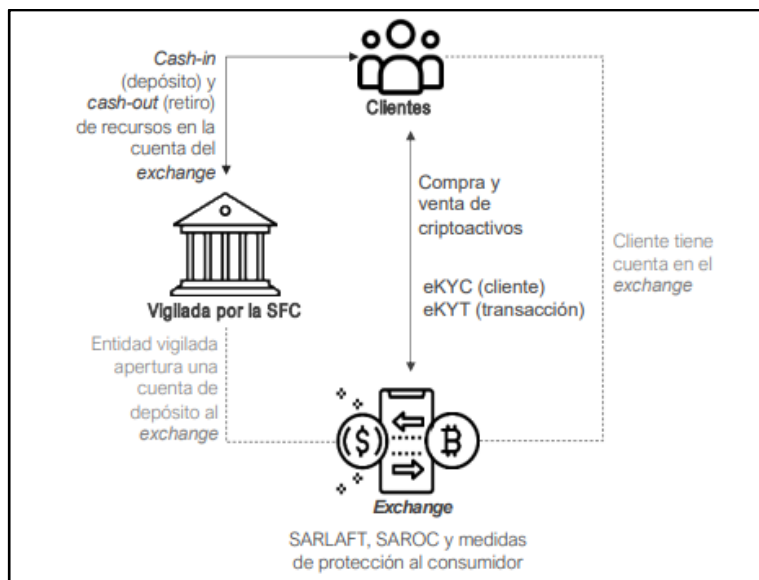 Cash-in
(depósito) y
cash-out (retiro)
de recursos en la
cuenta del
exchange
Clientes
Compra y
venta de
criptoactivos
eKYC (cliente)
eKYT (transacción)
Cliente tiene
cuenta en el
exchange
Vigilada por la SFC
Entidad vigilada
apertura una
cuenta de
depósito al
exchange
Exchange
SARLAFT, SAROC y medidas
de protección al consumidor